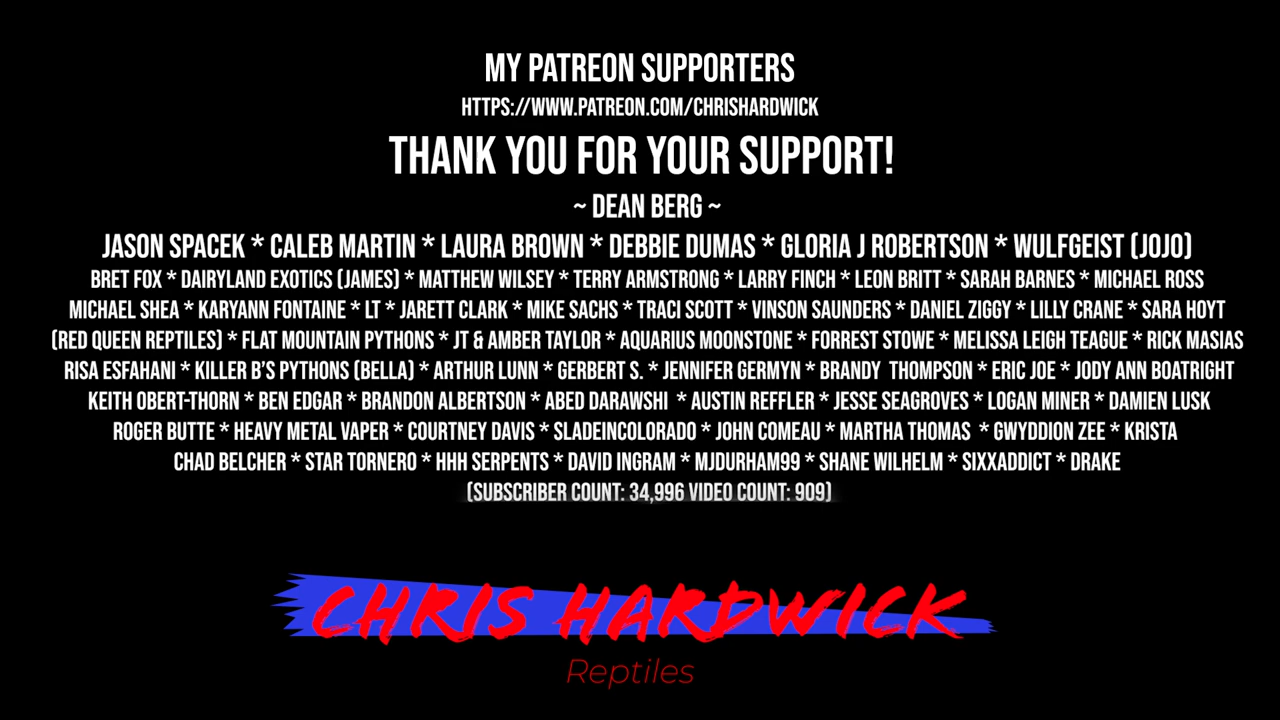 MY PATREON SUPPORTERS
HTTPS://WWW.PATREON.COM/CHRISHARDWICK
THANK YOU FOR YOUR SUPPORT!
~ DEAN BERG ~
JASON SPACEK * CALEB MARTIN * LAURA BROWN * DEBBIE DUMAS * GLORIA J ROBERTSON * WULFGEIST (JOJO)
BRET FOX * DAIRYLAND EXOTICS (JAMES) * MATTHEW WILSEY * TERRY ARMSTRONG * LARRY FINCH * LEON BRITT * SARAH BARNES * MICHAEL ROSS
MICHAEL SHEA * KARYANN FONTAINE * LT * JARETT CLARK * MIKE SACHS * TRACI SCOTT * VINSON SAUNDERS * DANIEL ZIGGY * LILLY CRANE * SARA HOYT
(RED QUEEN REPTILES) * FLAT MOUNTAIN PYTHONS * JT & AMBER TAYLOR * AQUARIUS MOONSTONE * FORREST STOWE * MELISSA LEIGH TEAGUE * RICK MASIAS
RISA ESFAHANI * KILLER B'S PYTHONS (BELLA) * ARTHUR LUNN * GERBERT S. * JENNIFER GERMYN * BRANDY THOMPSON * ERIC JOE * JODY ANN BOATRIGHT
KEITH OBERT-THORN * BEN EDGAR * BRANDON ALBERTSON * ABED DARAWSHI * AUSTIN REFFLER * JESSE SEAGROVES * LOGAN MINER * DAMIEN LUSK
ROGER BUTTE * HEAVY METAL VAPER * COURTNEY DAVIS * SLADEINCOLORADO * JOHN COMEAU * MARTHA THOMAS * GWYDDION ZEE * KRISTA
CHAD BELCHER * STAR TORNERO * HHH SERPENTS * DAVID INGRAM * MJDURHAM99 * SHANE WILHELM * SIXXADDICT * DRAKE
(SUBSCRIBER COUNT: 34,996 VIDEO COUNT: 909)
CHRIS HARDWICK
Reptiles